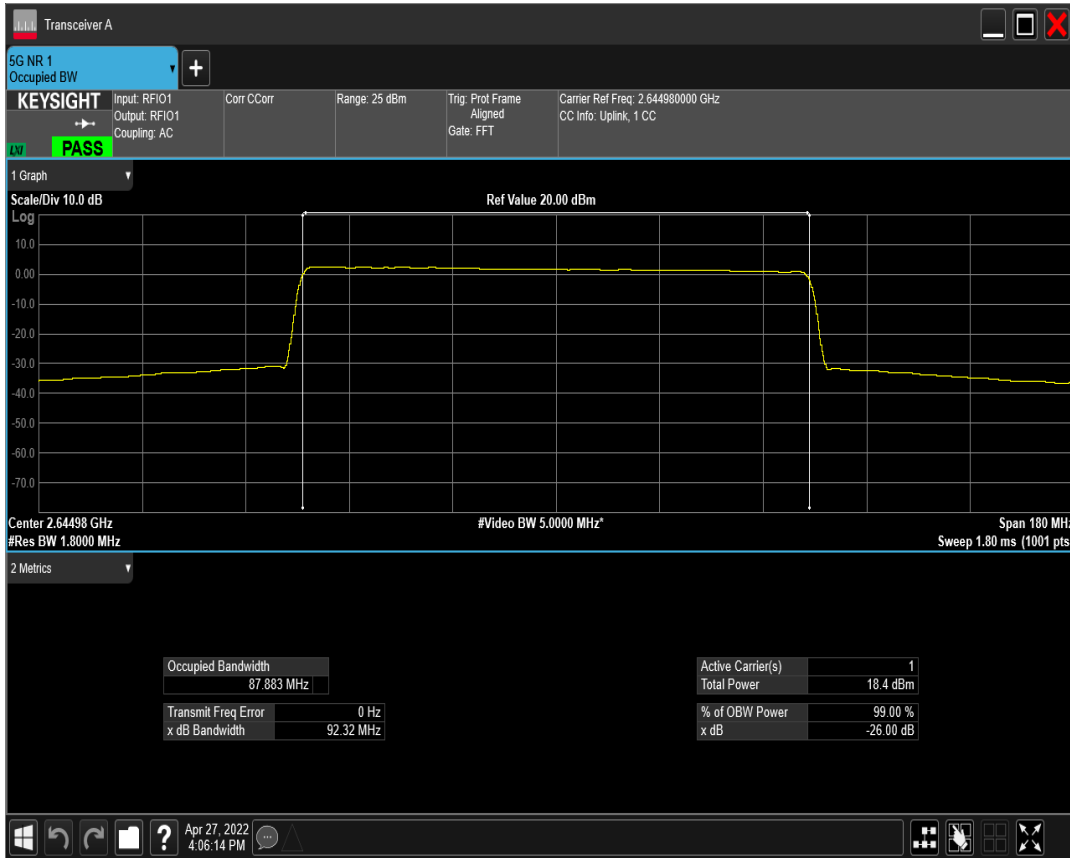 Transceiver A
5G NR 1
Occupied BW
+
KEYSIGHT
LXI
PASS
Input: RFIO1
Output: RFIO1
Coupling: AC
Corr CCorr
Range: 25 dBm
Trig: Prot Frame
Aligned
Gate: FFT
Carrier Ref Freq: 2.644980000 GHz
CC Info: Uplink, 1 CC
1 Graph
Scale/Div 10.0 dB
Ref Value 20.00 dBm
Log
10.0
0.00
-10.0
-20.0
-30.0
-40.0
-50.0
-60.0
-70.0
Center 2.64498 GHz
#Video BW 5.0000 MHz*
Span 180 MHz
#Res BW 1.8000 MHz
Sweep 1.80 ms (1001 pts
2 Metrics
Occupied Bandwidth
87.883 MHz
Transmit Freq Error 0 Hz
x dB Bandwidth 92.32 MHz
Active Carrier(s) 1
Total Power 18.4 dBm
% of OBW Power 99.00 %
x dB -26.00 dB
?
Apr 27, 2022
4:06:14 PM